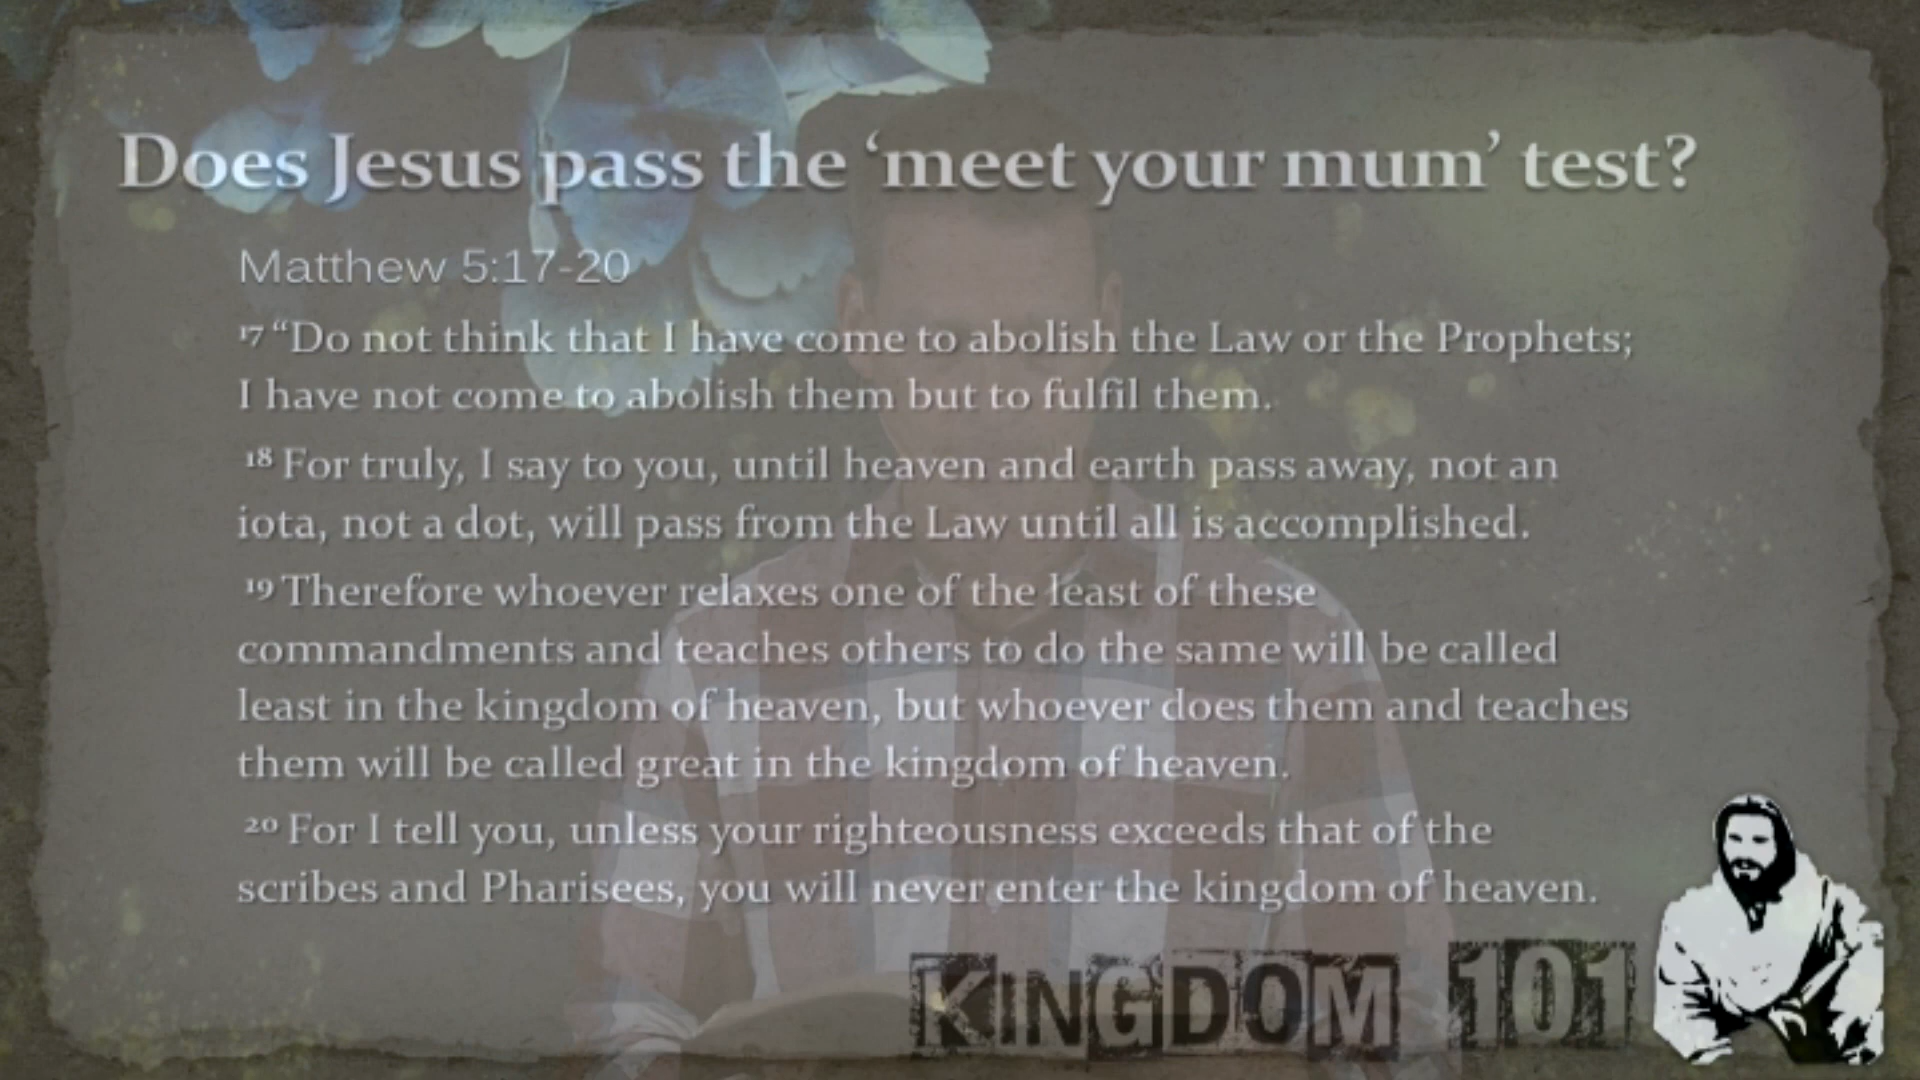 Does Jesus pass the ‘meet your mum’ test?
Matthew 5:17-20
17 “Do not think that I have come to abolish the Law or the Prophets;
I have not come to abolish them but to fulfil them.
18 For truly, I say to you, until heaven and earth pass away, not an
iota, not a dot, will pass from the Law until all is accomplished.
19 Therefore whoever relaxes one of the least of these
commandments and teaches others to do the same will be called
least in the kingdom of heaven, but whoever does them and teaches
them will be called great in the kingdom of heaven.
20 For I tell you, unless your righteousness exceeds that of the
scribes and Pharisees, you will never enter the kingdom of heaven.
KINGDOM 101